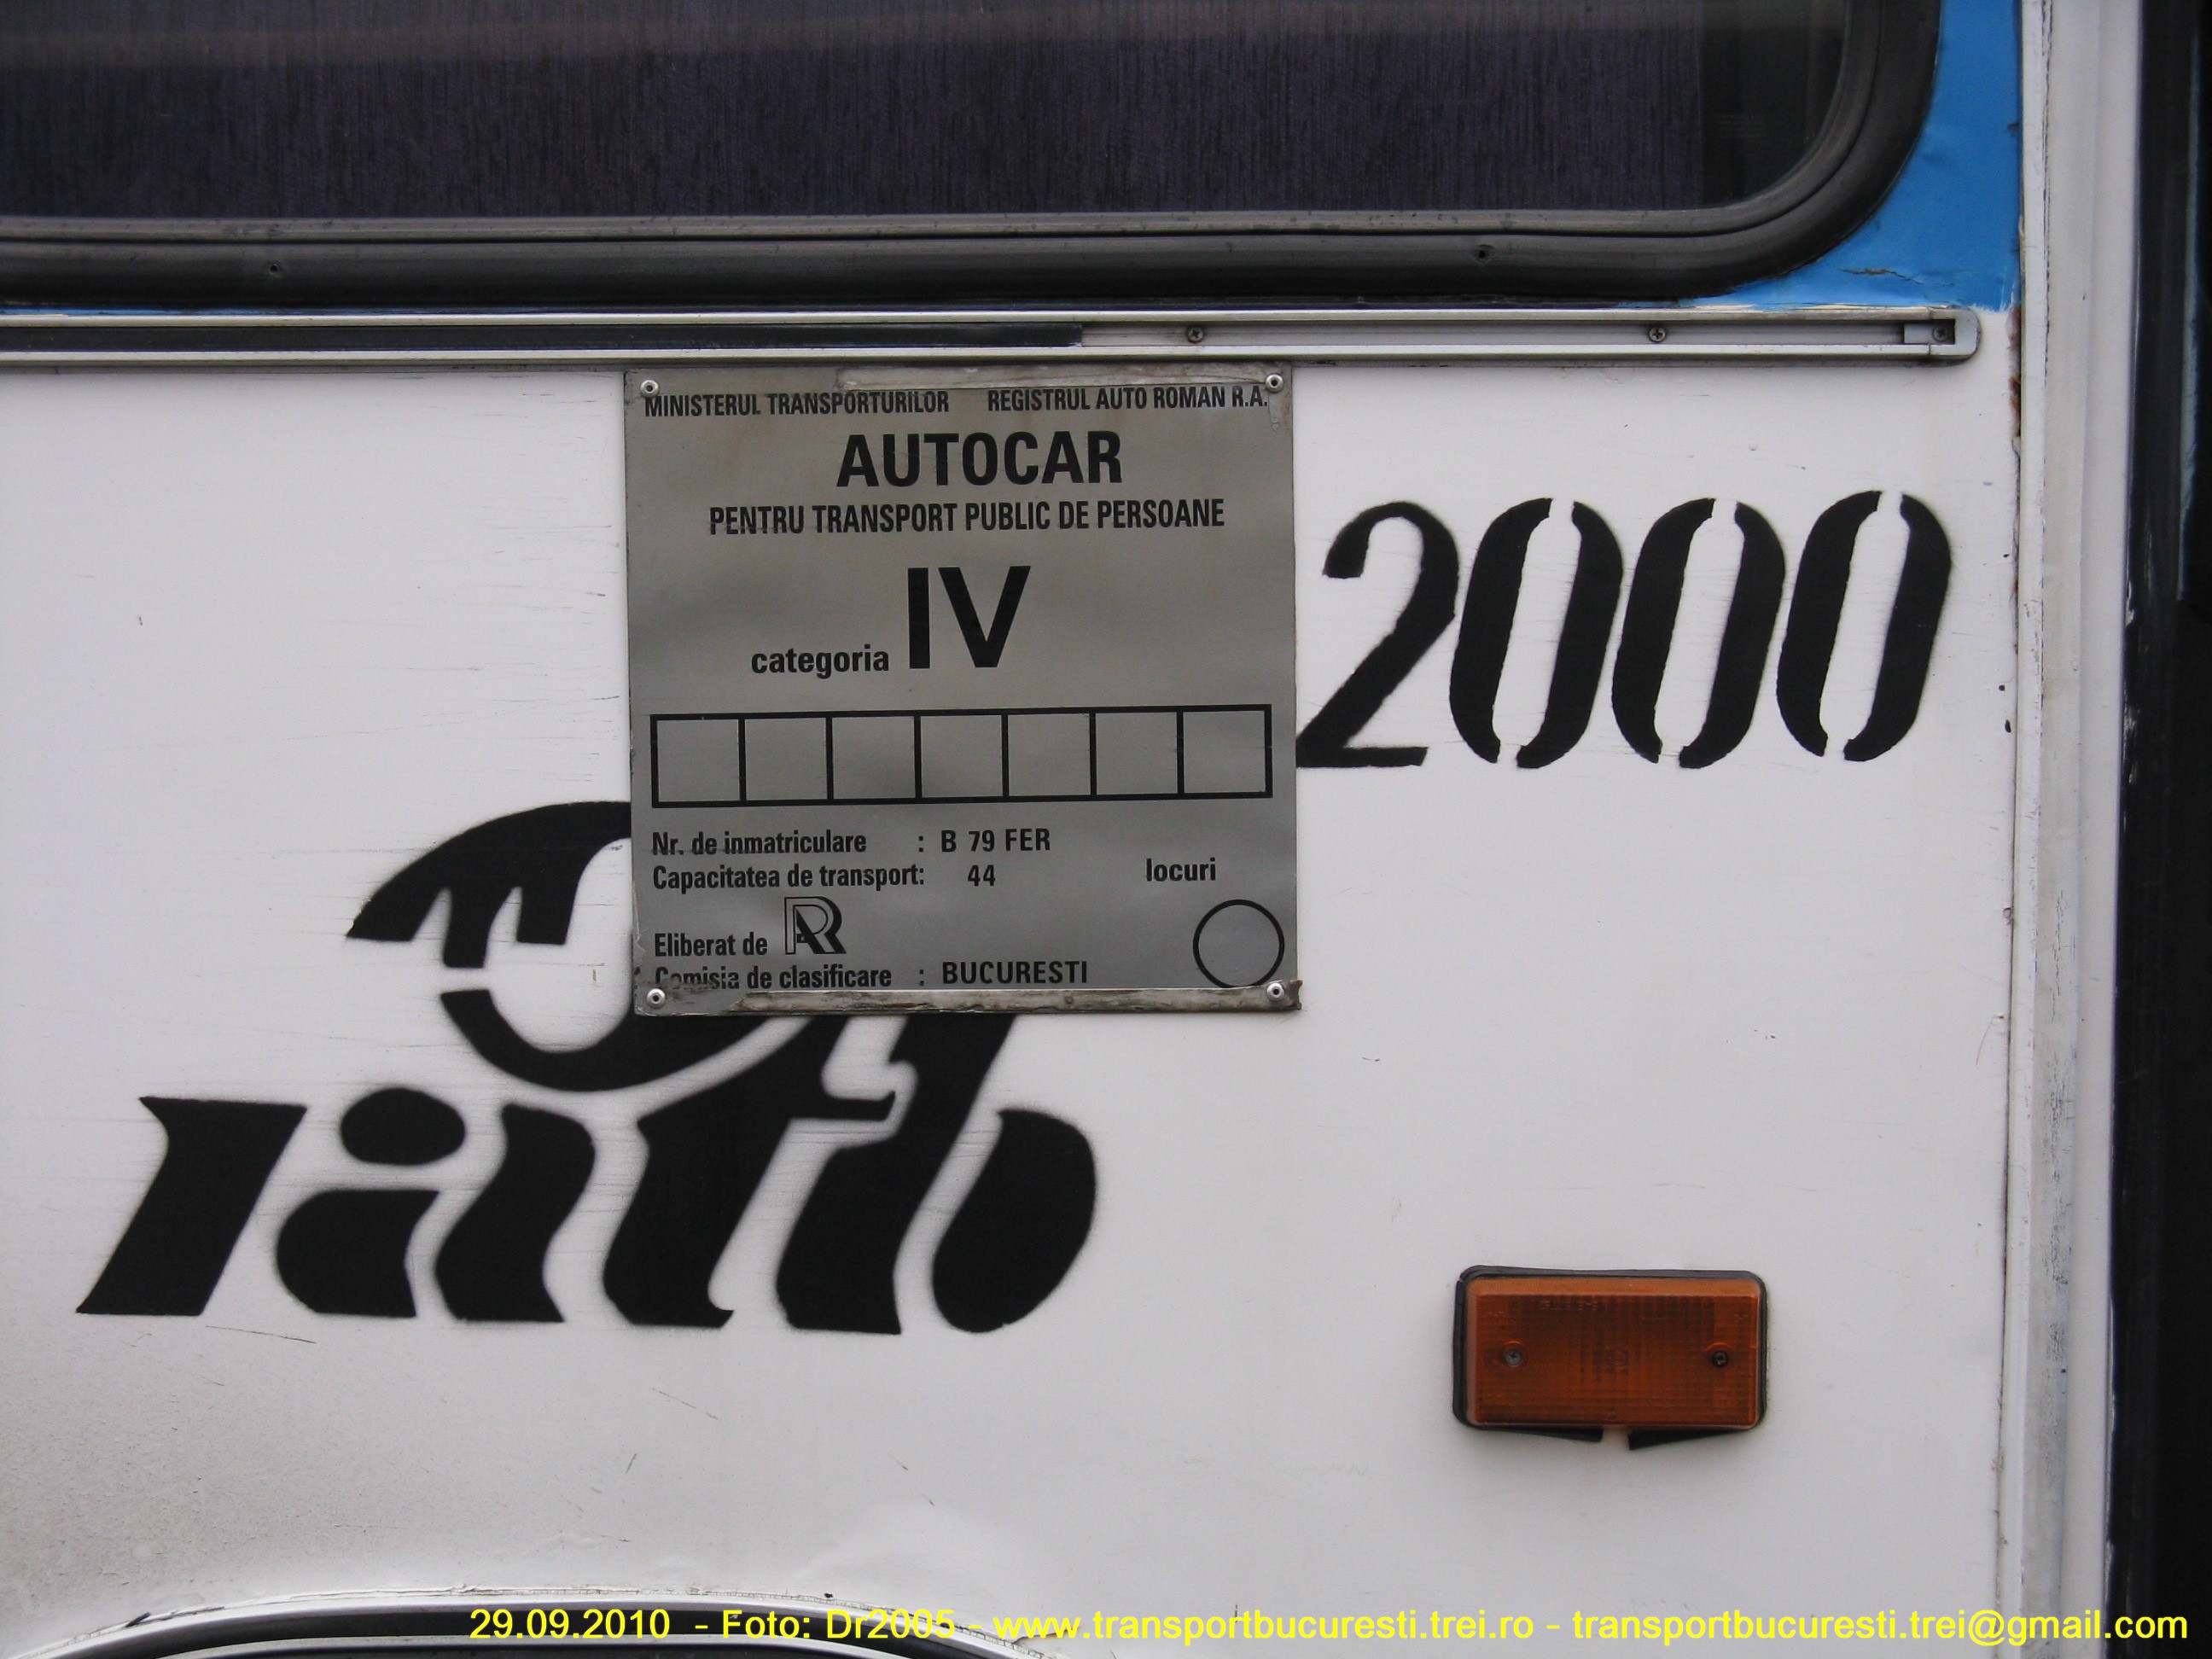 MINISTERUL TRANSPORTURILOR REGISTRUL AUTO ROMAN R.A.
AUTOCAR
PENTRU TRANSPORT PUBLIC DE PERSOANE
categoria IV
2000
Nr. de inmatriculare : B 79 FER
Capacitatea de transport: 44 locuri
Eliberat de RAR
Comisia de clasificare : BUCURESTI
29.09.2010 - Foto: Dr2005 - www.transportbucuresti.trei.ro - transportbucuresti.trei@gmail.com